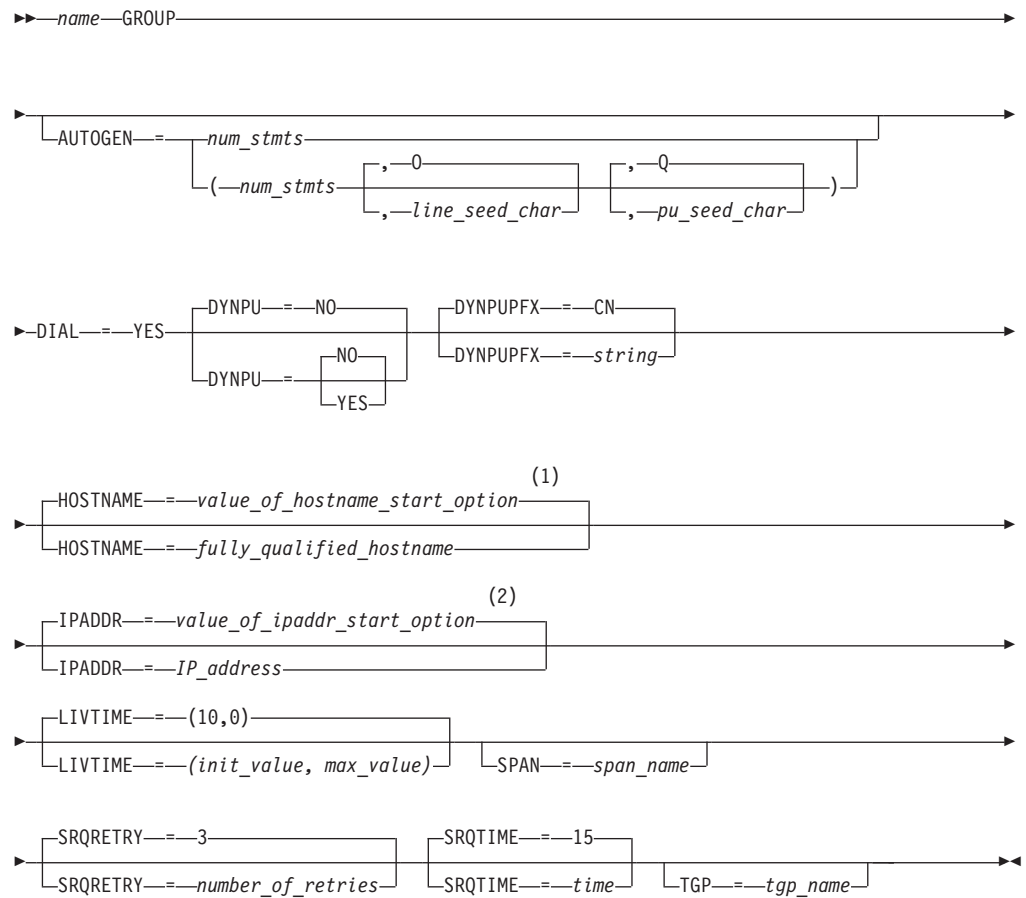 name GROUP
AUTOGEN = num_stmts
( num_stmts , O , Q )
, line_seed_char , pu_seed_char
DIAL = YES DYNPU = NO DYNPUPFX = CN
DYNPU = NO DYNPUPFX = string
YES
(1)
HOSTNAME = value_of_hostname_start_option
HOSTNAME = fully_qualified_hostname
(2)
IPADDR = value_of_ipaddr_start_option
IPADDR = IP_address
LIVTIME = (10,0)
LIVTIME = (init_value, max_value) SPAN = span_name
SRQRETRY = 3 SRQTIME = 15
SRQRETRY = number_of_retries SRQTIME = time TGP = tgp_name